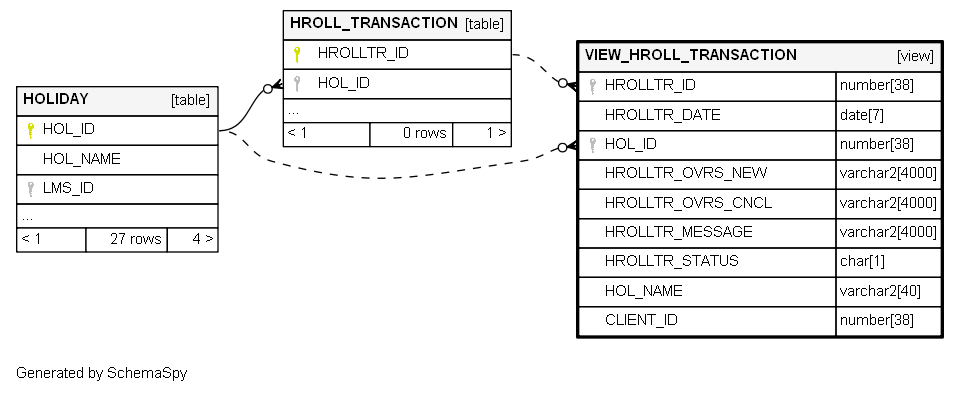 HROLL_TRANSACTION [table]
HROLLTR_ID
HOL_ID
...
< 1 0 rows 1 >
HOLIDAY [table]
HOL_ID
HOL_NAME
LMS_ID
...
< 1 27 rows 4 >
VIEW_HROLL_TRANSACTION [view]
HROLLTR_ID number[38]
HROLLTR_DATE date[7]
HOL_ID number[38]
HROLLTR_OVRS_NEW varchar2[4000]
HROLLTR_OVRS_CNCL varchar2[4000]
HROLLTR_MESSAGE varchar2[4000]
HROLLTR_STATUS char[1]
HOL_NAME varchar2[40]
CLIENT_ID number[38]
Generated by SchemaSpy